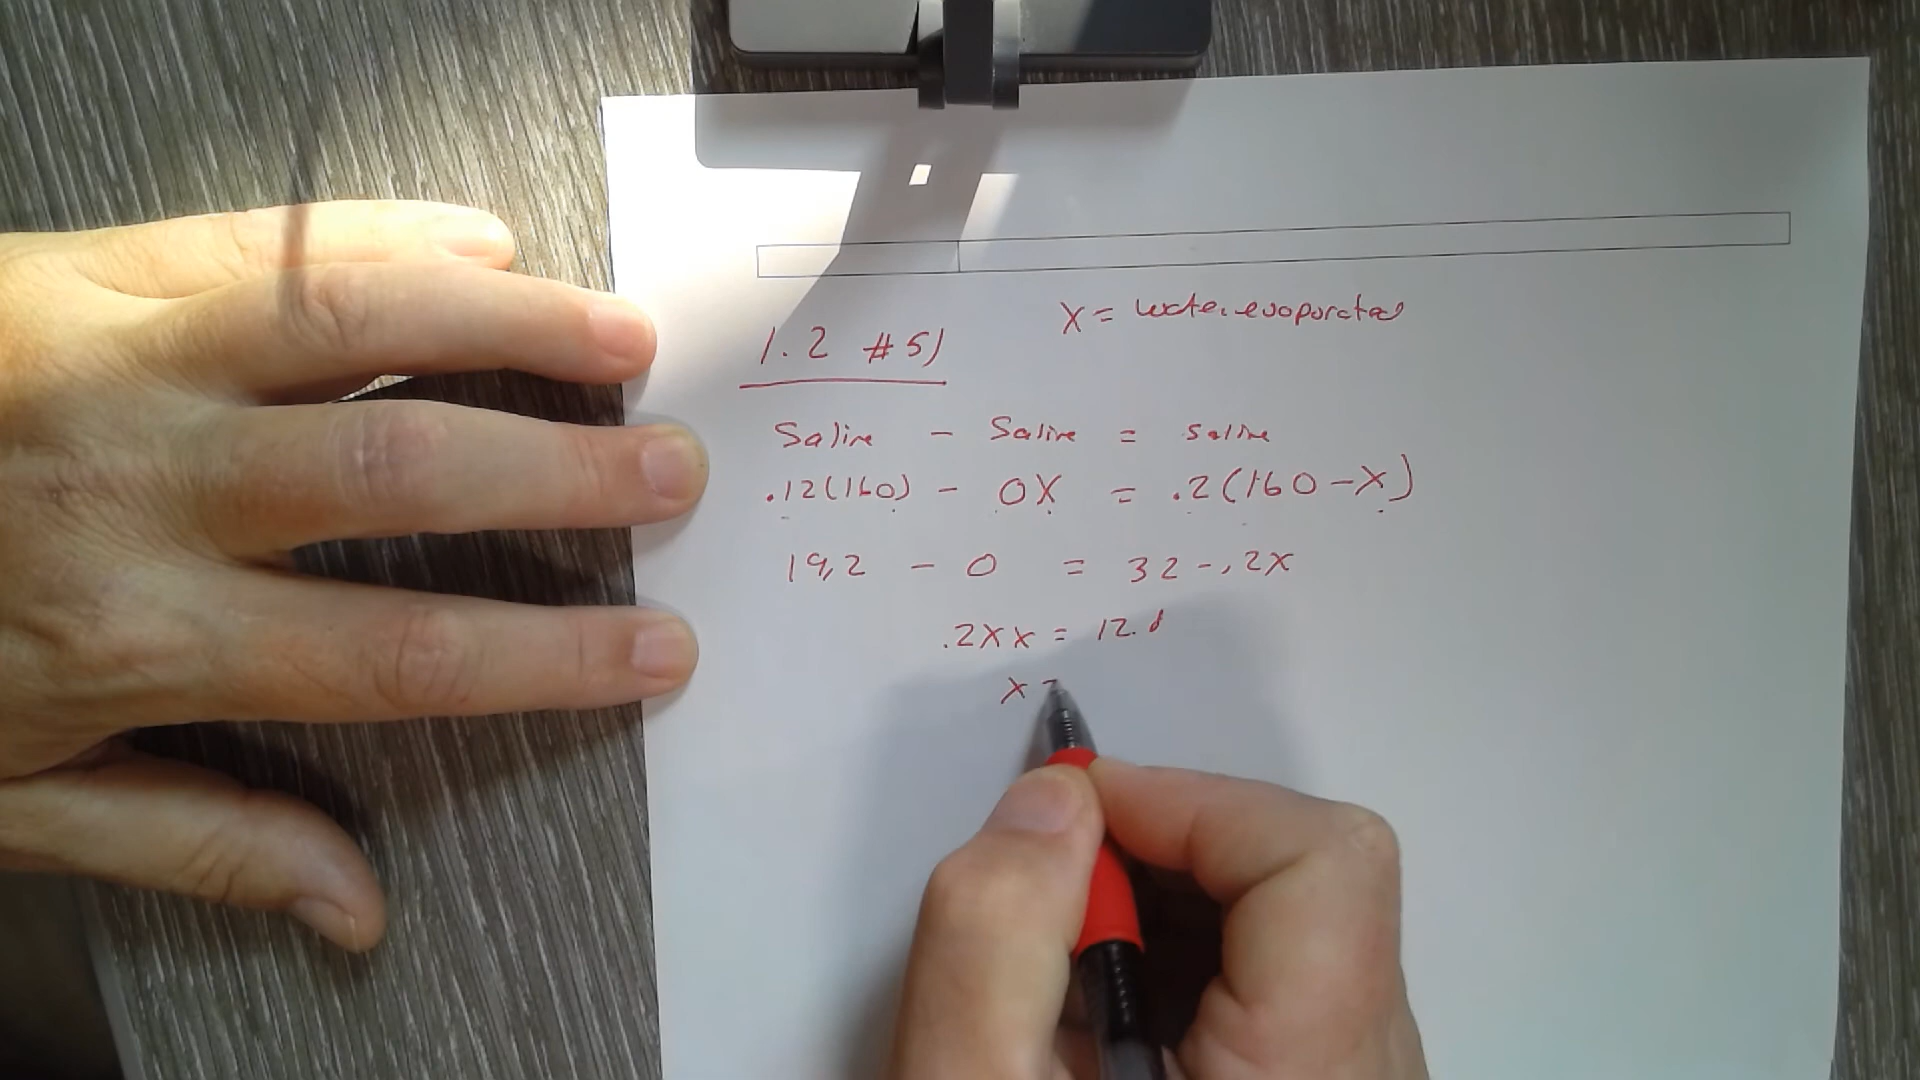 X = water evaporated
1.2 #51
Saline - Saline = saline
.12(160) - 0X = .2(160-X)
19.2 - 0 = 32-.2x
.2xx = 12.8
x =